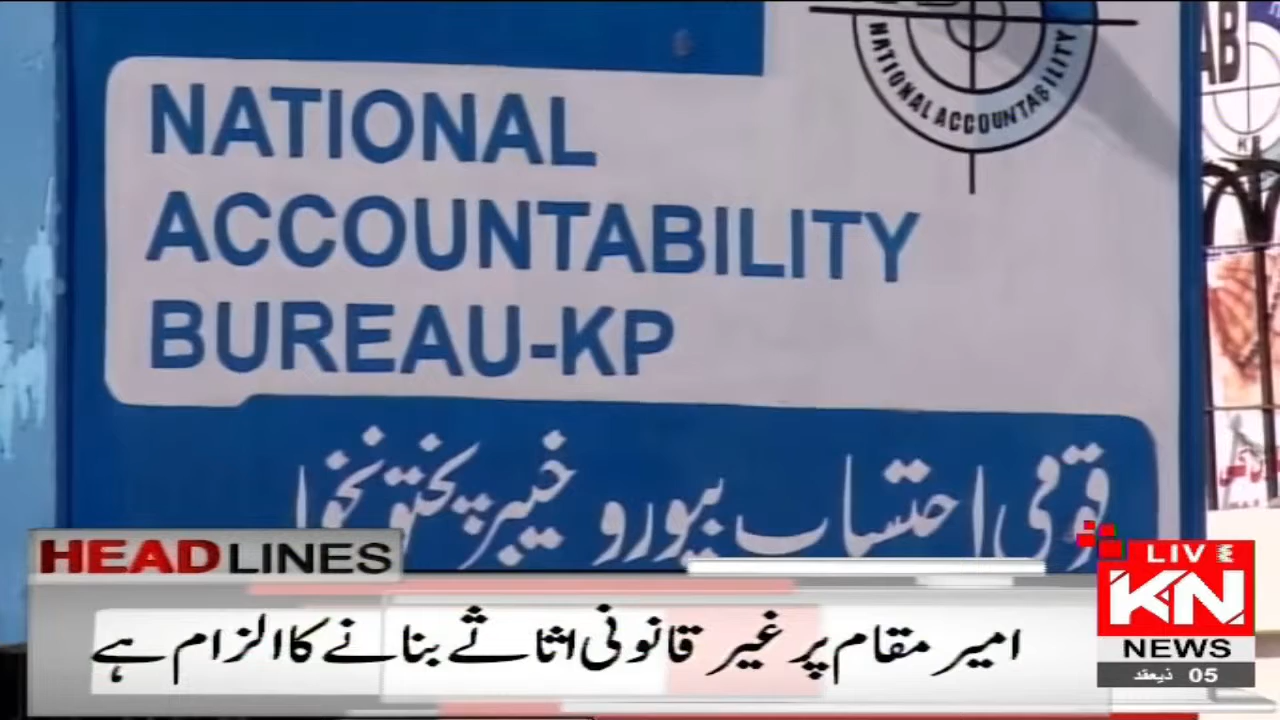 NATIONAL ACCOUNTABILITY
AB
NATIONAL
ACCOUNTABILITY
BUREAU-KP
قومی احتساب بیورو خیبر پختونخوا
HEADLINES
امیر مقام پر غیر قانونی اثاثے بنانے کا الزام ہے
LIVE
KN
NEWS
05 ذیعقد